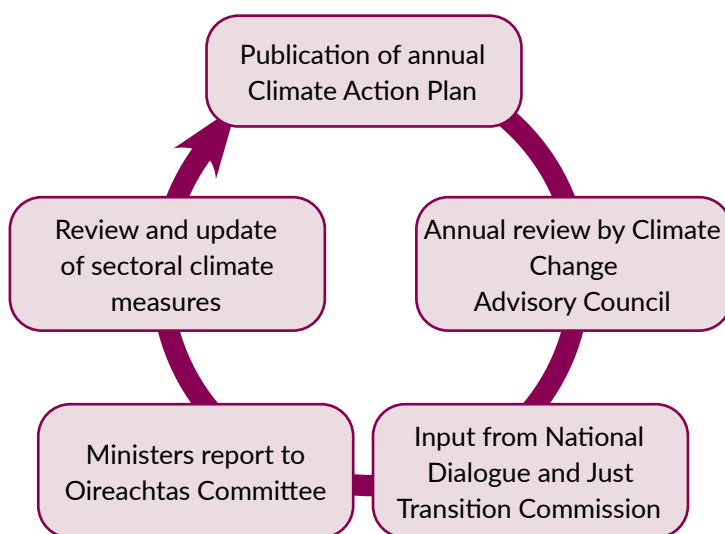 Publication of annual
Climate Action Plan
Annual review by Climate
Change
Advisory Council
Input from National
Dialogue and Just
Transition Commission
Ministers report to
Oireachtas Committee
Review and update
of sectoral climate
measures